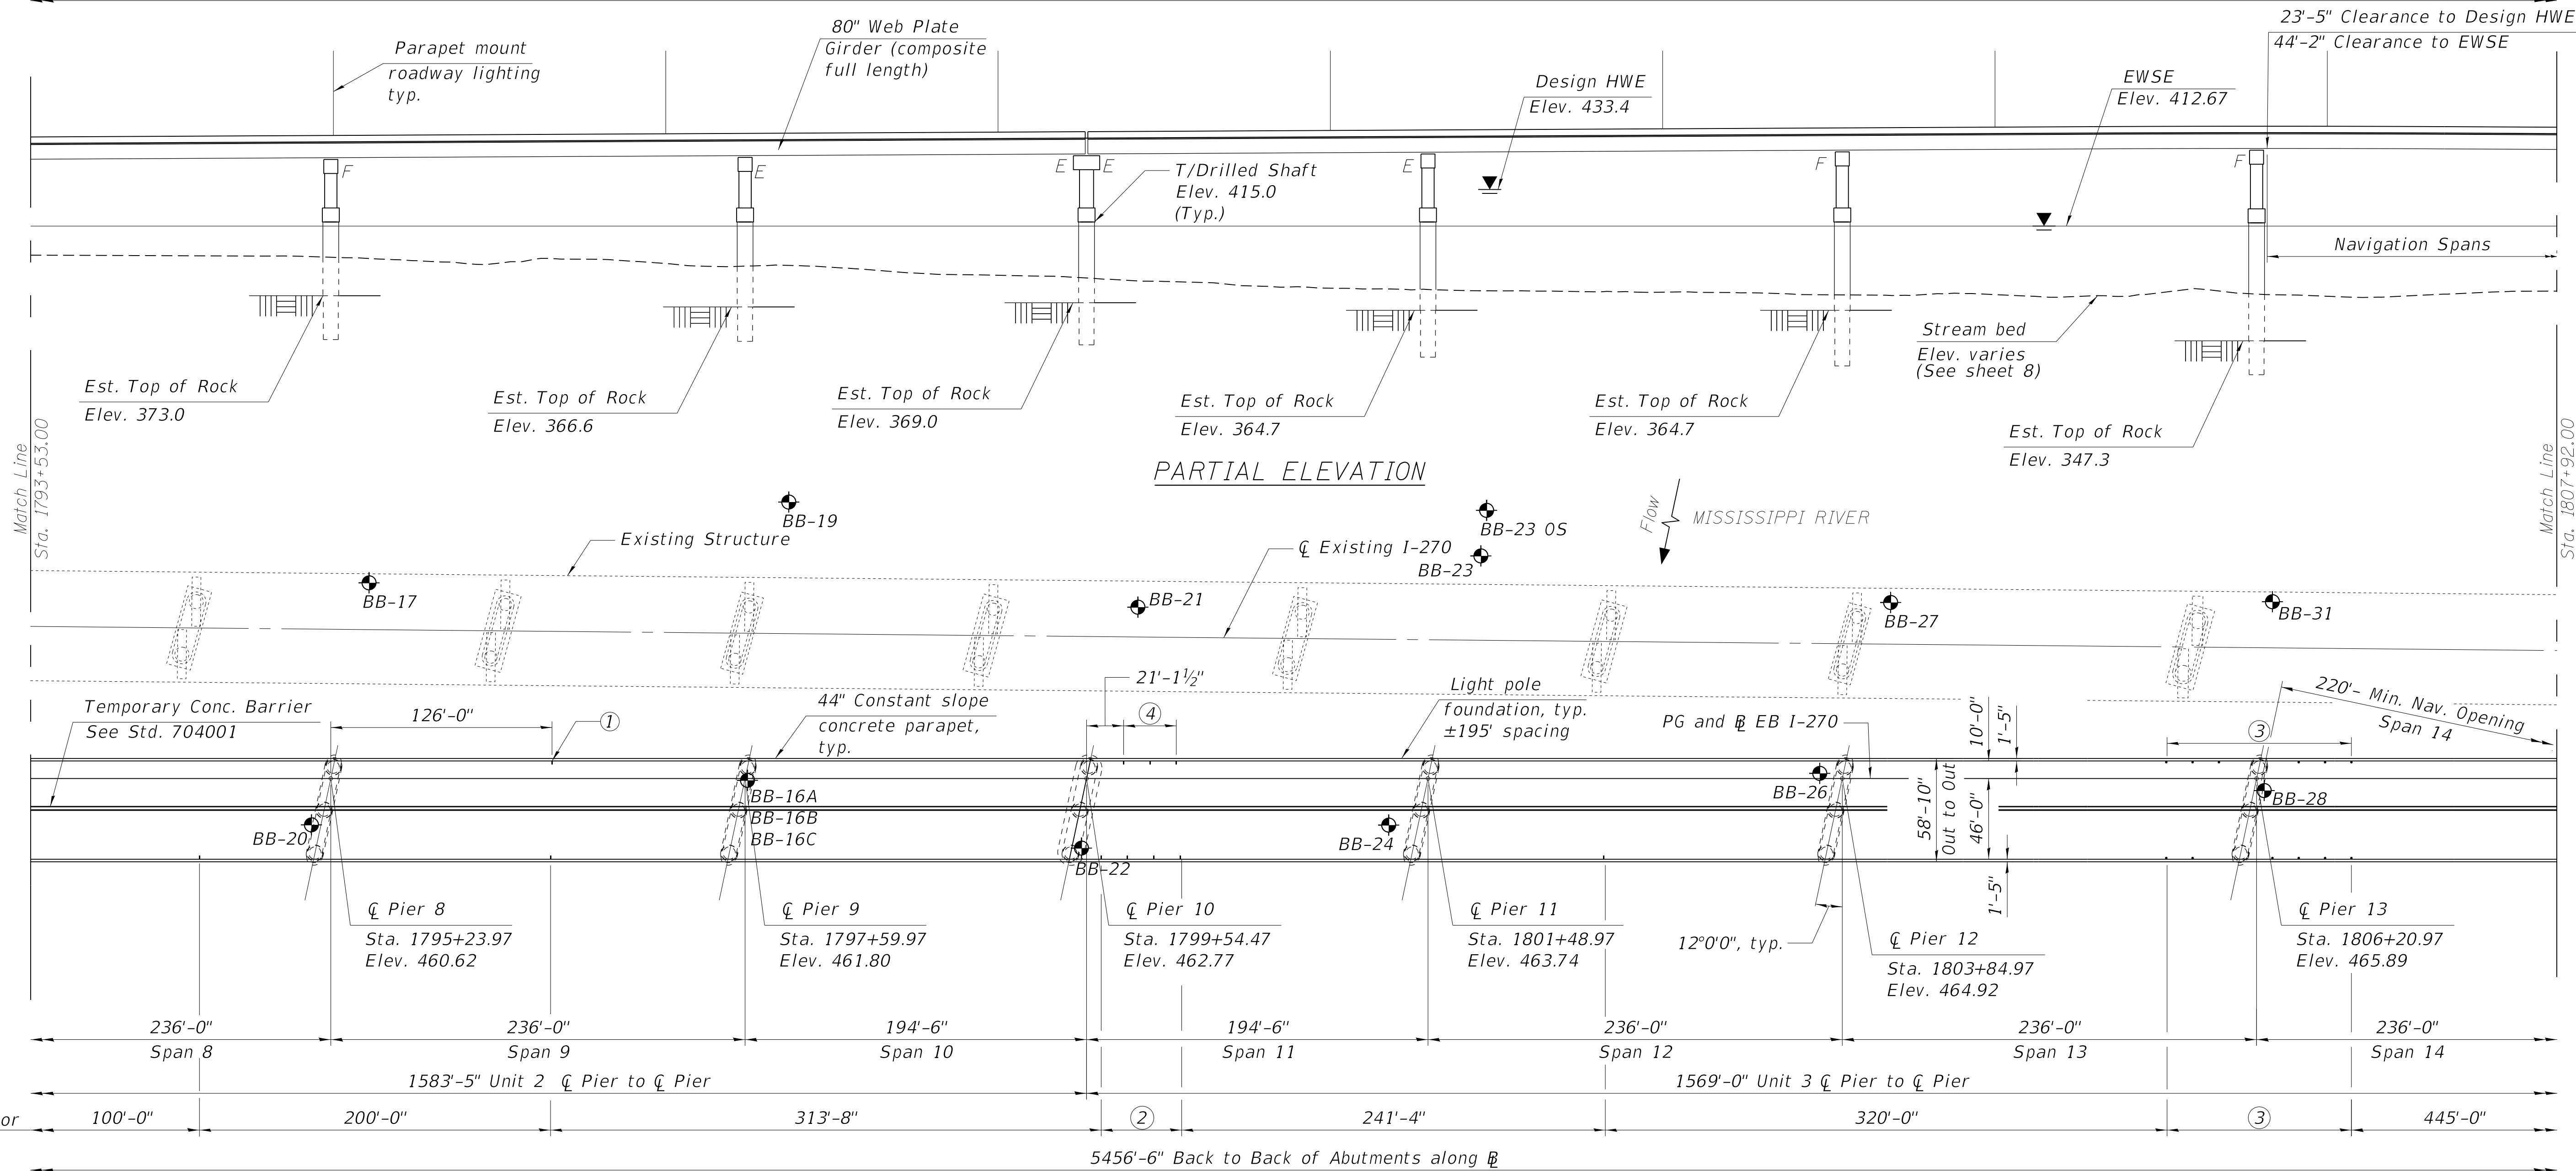 23'-5" Clearance to Design HWE
44'-2" Clearance to EWSE
80" Web Plate
Girder (composite
full length)
Parapet mount
roadway lighting
typ.
Design HWE
Elev. 433.4
EWSE
Elev. 412.67
F
E
E
E
E
F
F
T/Drilled Shaft
Elev. 415.0
(Typ.)
Navigation Spans
Stream bed
Elev. varies
(See sheet 8)
Est. Top of Rock
Elev. 373.0
Est. Top of Rock
Elev. 366.6
Est. Top of Rock
Elev. 369.0
Est. Top of Rock
Elev. 364.7
Est. Top of Rock
Elev. 364.7
Est. Top of Rock
Elev. 347.3
Match Line
Sta. 1793+53.00
Match Line
Sta. 1807+92.00
PARTIAL ELEVATION
BB-19
BB-23 OS
BB-23
Flow
MISSISSIPPI RIVER
Existing Structure
℄ Existing I-270
BB-17
BB-21
BB-27
BB-31
21'-1½"
Temporary Conc. Barrier
See Std. 704001
126'-0"
①
44" Constant slope
concrete parapet,
typ.
④
Light pole
foundation, typ.
±195' spacing
PG and ⅊ EB I-270
10'-0"
1'-5"
③
220'- Min. Nav. Opening
Span 14
BB-20
BB-16A
BB-16B
BB-16C
BB-22
BB-24
BB-26
58'-10"
Out to Out
46'-0"
1'-5"
BB-28
℄ Pier 8
Sta. 1795+23.97
Elev. 460.62
℄ Pier 9
Sta. 1797+59.97
Elev. 461.80
℄ Pier 10
Sta. 1799+54.47
Elev. 462.77
℄ Pier 11
Sta. 1801+48.97
Elev. 463.74
12°0'0", typ.
℄ Pier 12
Sta. 1803+84.97
Elev. 464.92
℄ Pier 13
Sta. 1806+20.97
Elev. 465.89
236'-0" 236'-0" 194'-6" 194'-6" 236'-0" 236'-0" 236'-0"
Span 8 Span 9 Span 10 Span 11 Span 12 Span 13 Span 14
1583'-5" Unit 2 ℄ Pier to ℄ Pier 1569'-0" Unit 3 ℄ Pier to ℄ Pier
or 100'-0" 200'-0" 313'-8" ② 241'-4" 320'-0" ③ 445'-0"
5456'-6" Back to Back of Abutments along ⅊